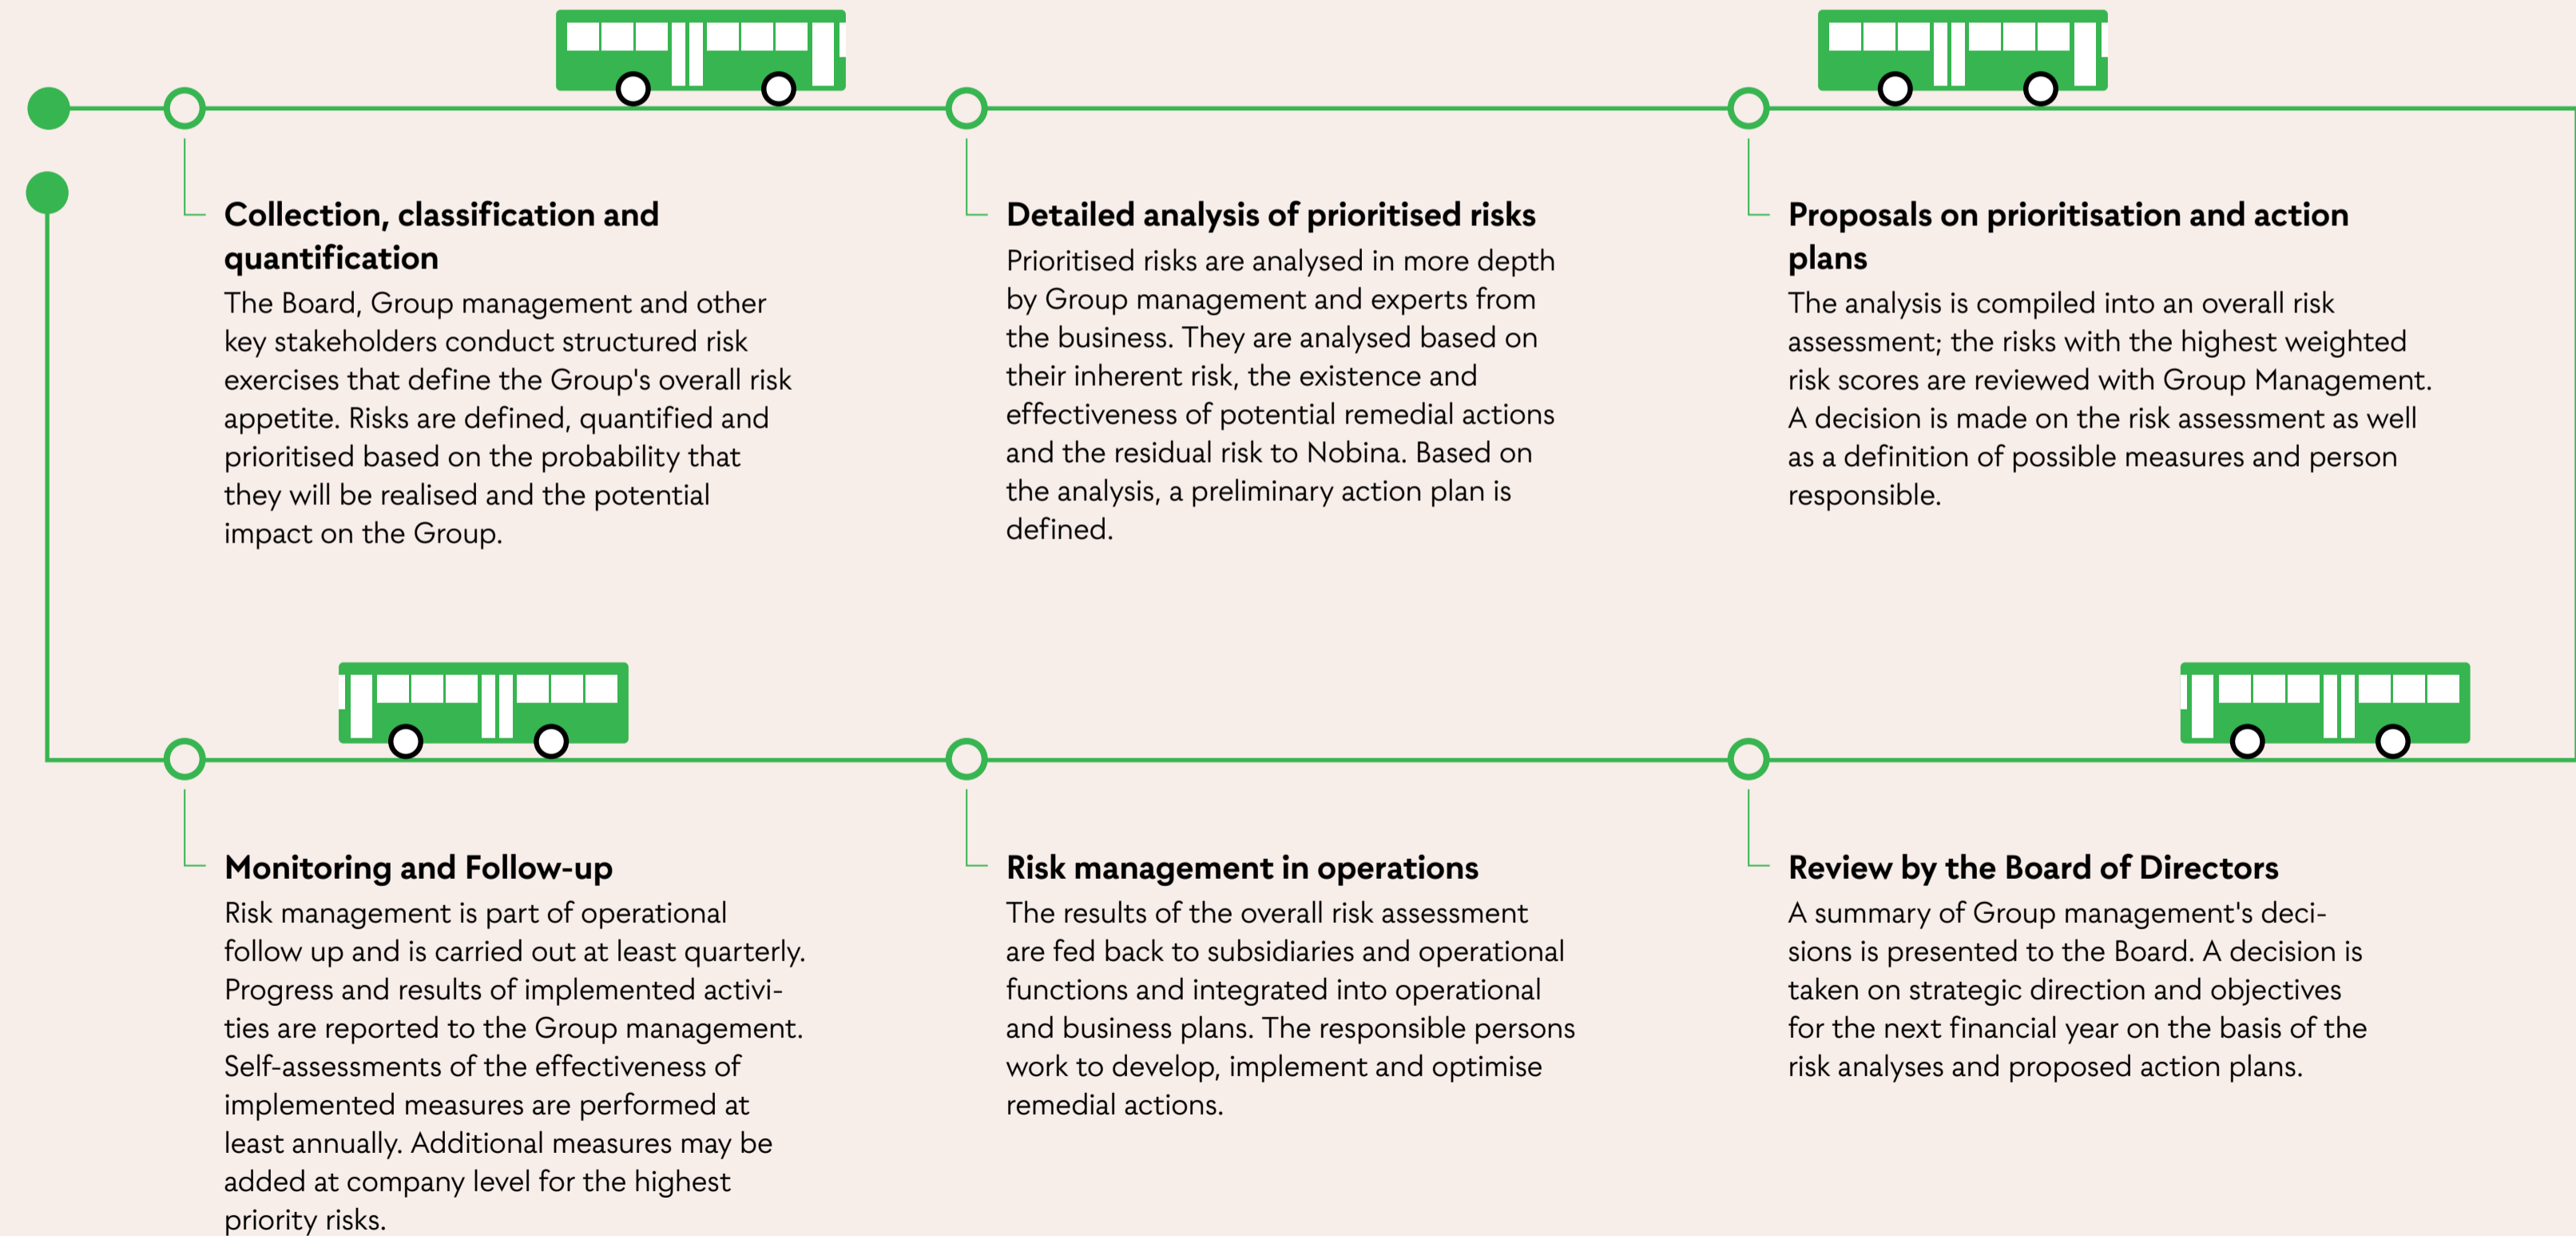 Collection, classification and
quantification
The Board, Group management and other
key stakeholders conduct structured risk
exercises that define the Group's overall risk
appetite. Risks are defined, quantified and
prioritised based on the probability that
they will be realised and the potential
impact on the Group.
Detailed analysis of prioritised risks
Prioritised risks are analysed in more depth
by Group management and experts from
the business. They are analysed based on
their inherent risk, the existence and
effectiveness of potential remedial actions
and the residual risk to Nobina. Based on
the analysis, a preliminary action plan is
defined.
Proposals on prioritisation and action
plans
The analysis is compiled into an overall risk
assessment; the risks with the highest weighted
risk scores are reviewed with Group Management.
A decision is made on the risk assessment as well
as a definition of possible measures and person
responsible.
Monitoring and Follow-up
Risk management is part of operational
follow up and is carried out at least quarterly.
Progress and results of implemented activi-
ties are reported to the Group management.
Self-assessments of the effectiveness of
implemented measures are performed at
least annually. Additional measures may be
added at company level for the highest
priority risks.
Risk management in operations
The results of the overall risk assessment
are fed back to subsidiaries and operational
functions and integrated into operational
and business plans. The responsible persons
work to develop, implement and optimise
remedial actions.
Review by the Board of Directors
A summary of Group management's deci-
sions is presented to the Board. A decision is
taken on strategic direction and objectives
for the next financial year on the basis of the
risk analyses and proposed action plans.